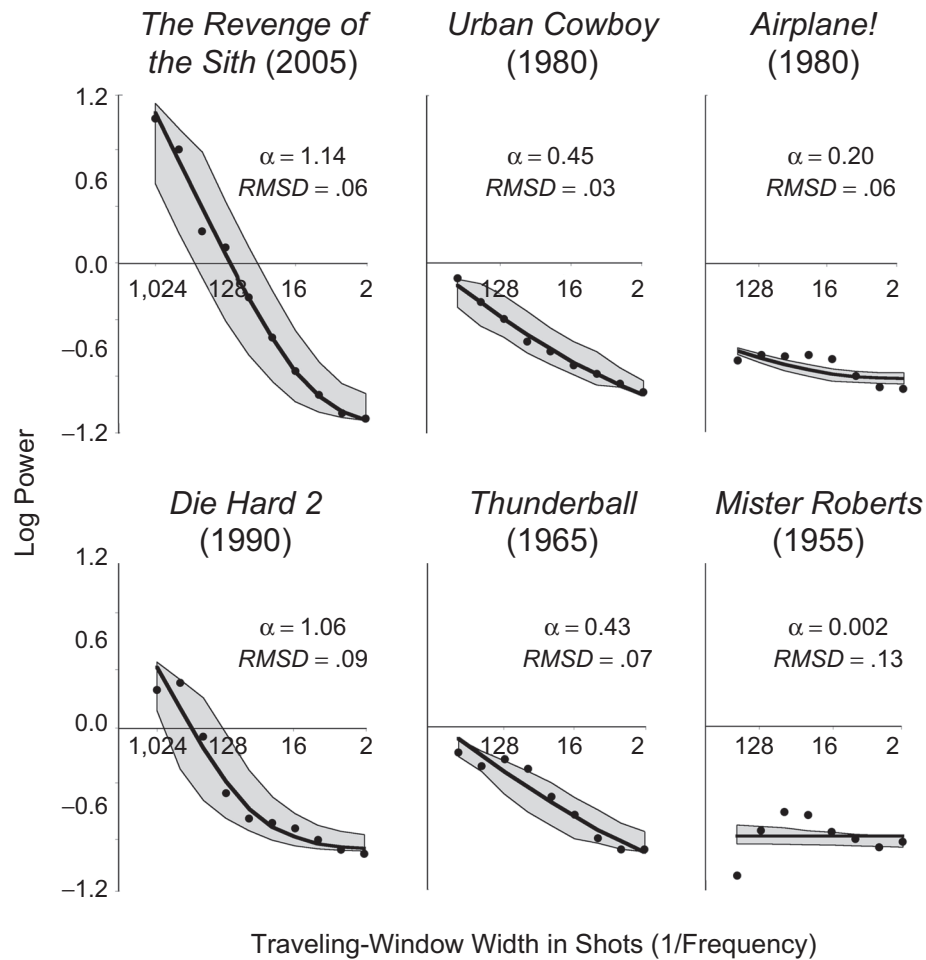 The Revenge of
the Sith (2005)
Urban Cowboy
(1980)
Airplane!
(1980)
1.2
0.6
0.0
–0.6
–1.2
α = 1.14
RMSD = .06
1,024 128 16 2
α = 0.45
RMSD = .03
128 16 2
α = 0.20
RMSD = .06
128 16 2
Log Power
Die Hard 2
(1990)
Thunderball
(1965)
Mister Roberts
(1955)
1.2
0.6
0.0
–0.6
–1.2
α = 1.06
RMSD = .09
1,024 128 16 2
α = 0.43
RMSD = .07
128 16 2
α = 0.002
RMSD = .13
128 16 2
Traveling-Window Width in Shots (1/Frequency)